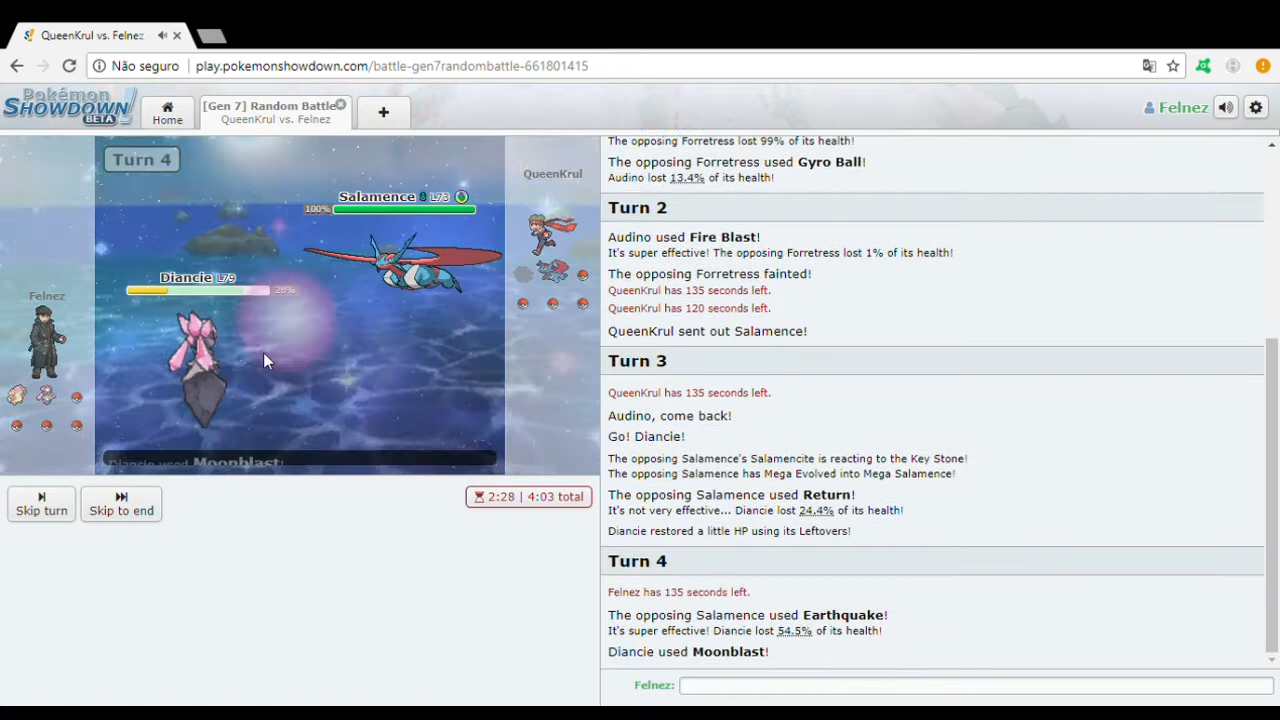 QueenKrul vs. Felnez
Não seguro
play.pokemonshowdown.com/battle-gen7randombattle-661801415
Pokémon
SHOWDOWN!
BETA
Home
[Gen 7] Random Battle
QueenKrul vs. Felnez
Felnez
Turn 4
QueenKrul
Salamence L73
100%
Diancie L79
28%
Felnez
Diancie used Moonblast!
Skip turn
Skip to end
2:28 | 4:03 total
The opposing Forretress lost 99% of its health!
The opposing Forretress used Gyro Ball!
Audino lost 13.4% of its health!
Turn 2
Audino used Fire Blast!
It's super effective! The opposing Forretress lost 1% of its health!
The opposing Forretress fainted!
QueenKrul has 135 seconds left.
QueenKrul has 120 seconds left.
QueenKrul sent out Salamence!
Turn 3
QueenKrul has 135 seconds left.
Audino, come back!
Go! Diancie!
The opposing Salamence's Salamencite is reacting to the Key Stone!
The opposing Salamence has Mega Evolved into Mega Salamence!
The opposing Salamence used Return!
It's not very effective... Diancie lost 24.4% of its health!
Diancie restored a little HP using its Leftovers!
Turn 4
Felnez has 135 seconds left.
The opposing Salamence used Earthquake!
It's super effective! Diancie lost 54.5% of its health!
Diancie used Moonblast!
Felnez: